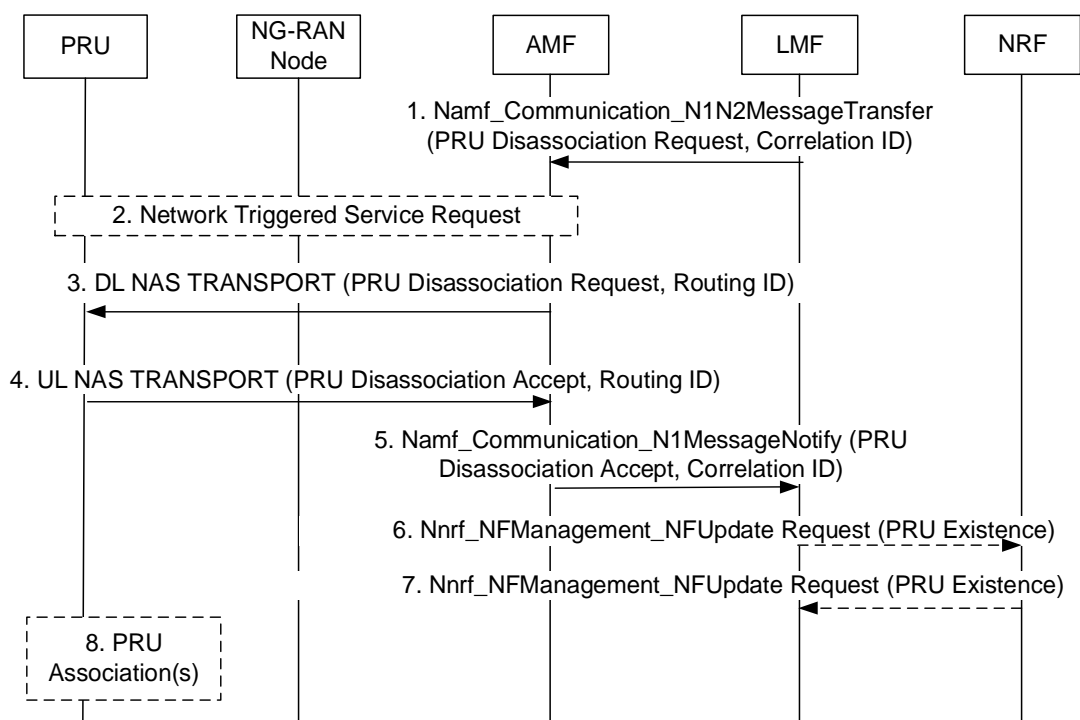 PRU
NG-RAN
Node
AMF
LMF
NRF
1. Namf_Communication_N1N2MessageTransfer
(PRU Disassociation Request, Correlation ID)
2. Network Triggered Service Request
3. DL NAS TRANSPORT (PRU Disassociation Request, Routing ID)
4. UL NAS TRANSPORT (PRU Disassociation Accept, Routing ID)
5. Namf_Communication_N1MessageNotify (PRU
Disassociation Accept, Correlation ID)
6. Nnrf_NFManagement_NFUpdate Request (PRU Existence)
7. Nnrf_NFManagement_NFUpdate Request (PRU Existence)
8. PRU
Association(s)